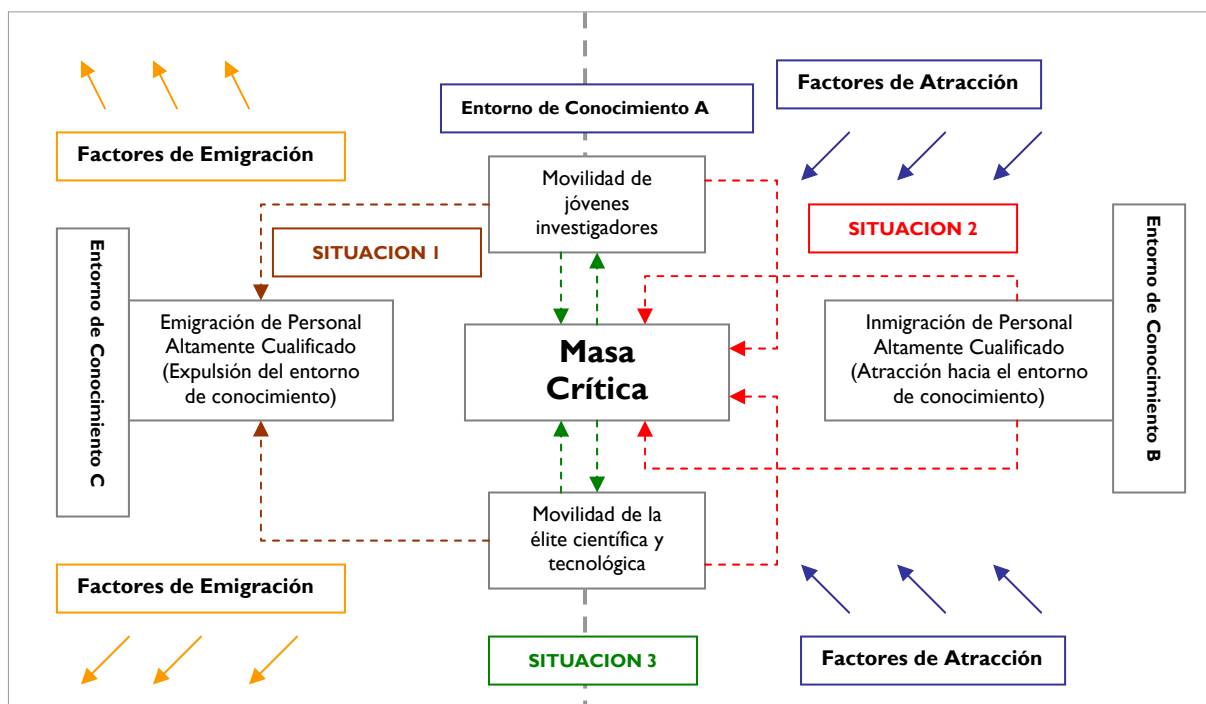 Factores de Atracción
Entorno de Conocimiento A
Factores de Emigración
Movilidad de
jóvenes
investigadores
SITUACION 1
SITUACION 2
Entorno de Conocimiento C
Emigración de Personal
Altamente Cualificado
(Expulsión del entorno
de conocimiento)
Masa
Crítica
Inmigración de Personal
Altamente Cualificado
(Atracción hacia el entorno
de conocimiento)
Entorno de Conocimiento B
Movilidad de la
élite científica y
tecnológica
Factores de Emigración
SITUACION 3
Factores de Atracción